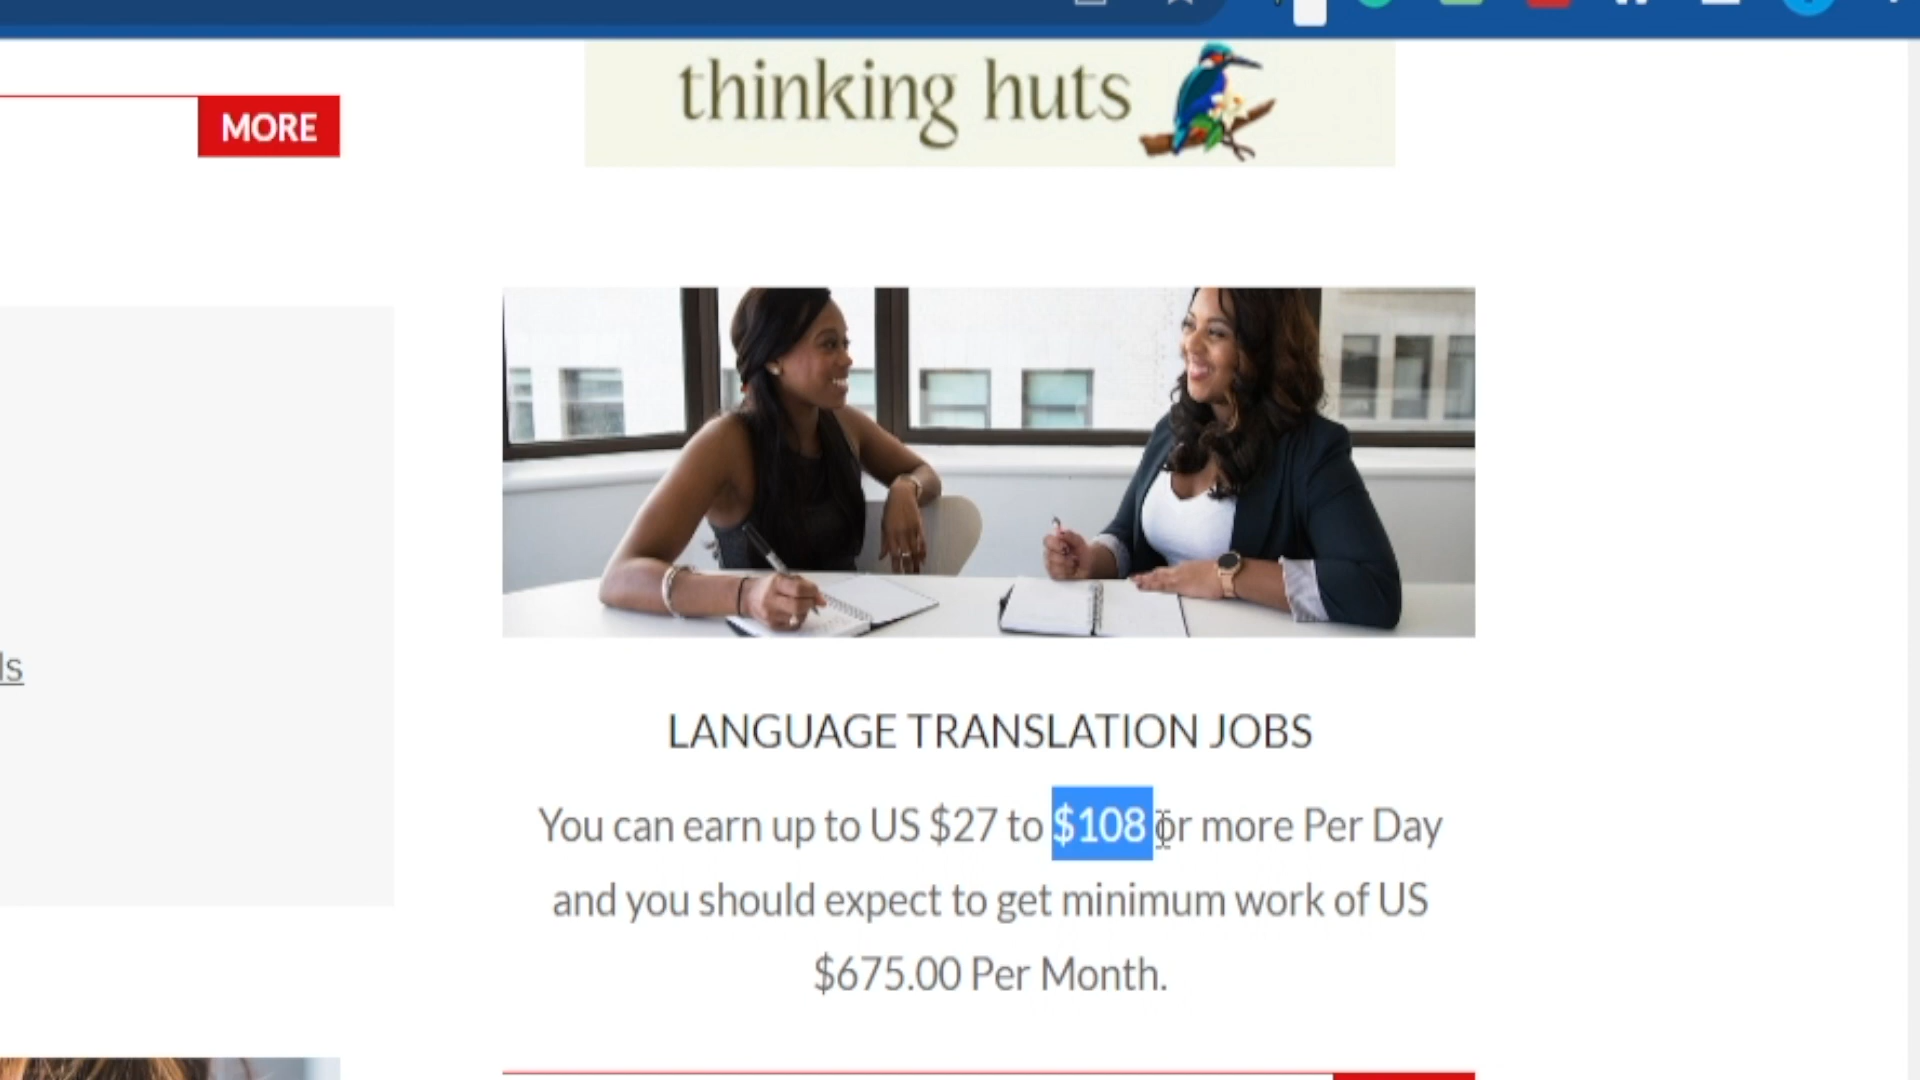 thinking huts
MORE
ls
LANGUAGE TRANSLATION JOBS
You can earn up to US $27 to $108 or more Per Day
and you should expect to get minimum work of US
$675.00 Per Month.